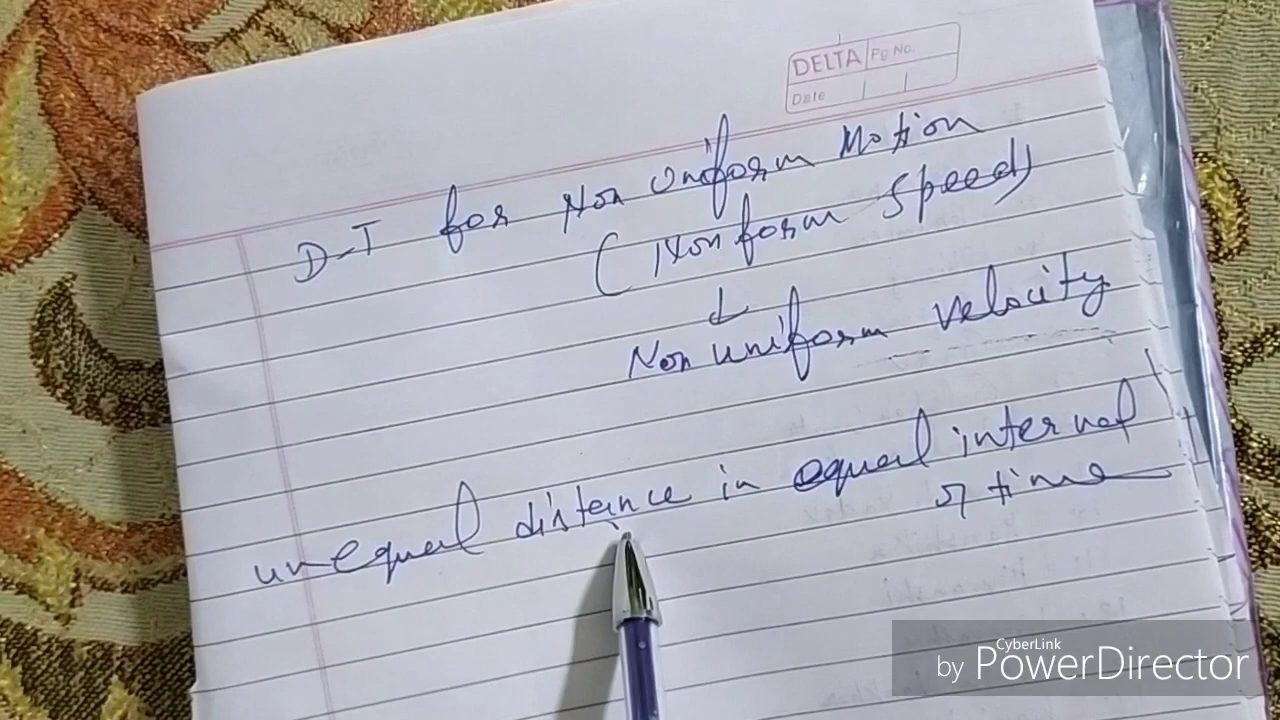 DELTA Pg No.
Date
D-T for Non Uniform Motion
(Non form Speed)
↓
Non uniform velocity
unequal distance in equal internal
of time
CyberLink
by PowerDirector